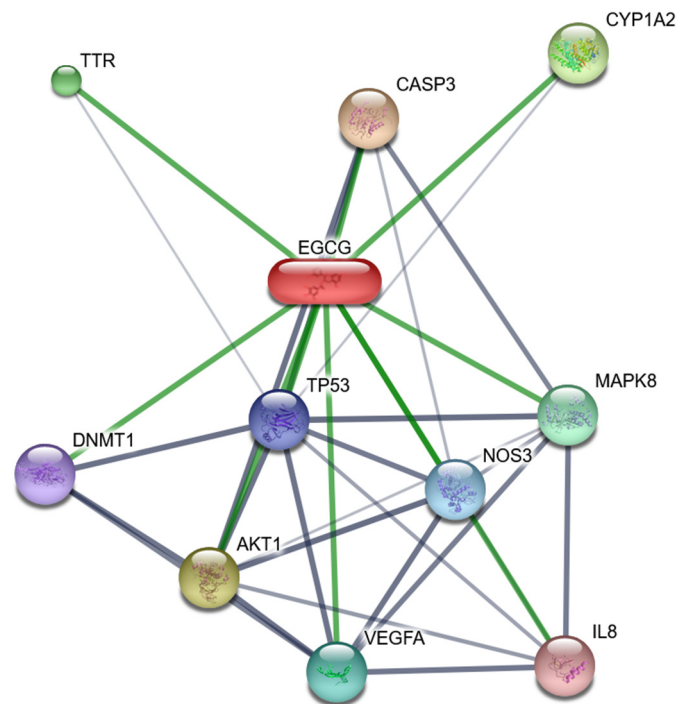 CYP1A2
TTR
CASP3
EGCG
TP53
MAPK8
DNMT1
NOS3
AKT1
VEGFA
IL8